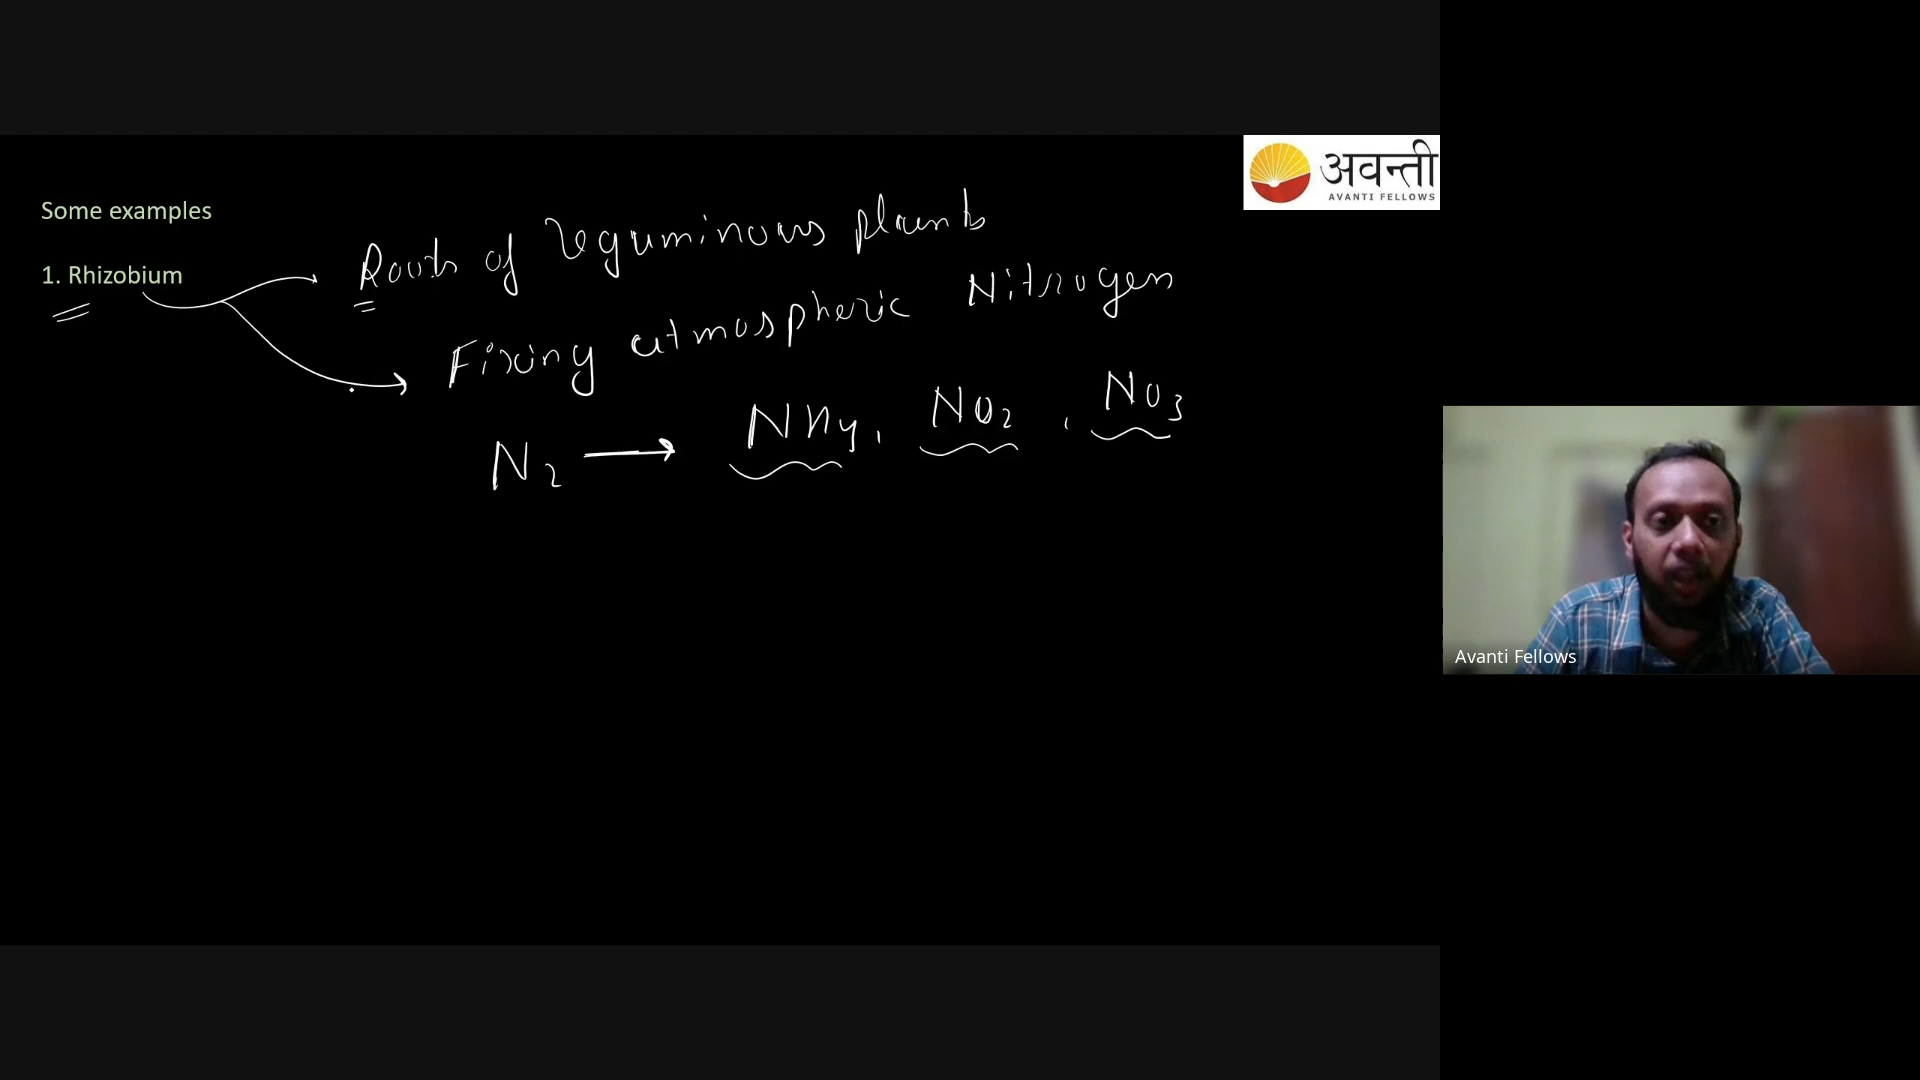 अवन्ती
AVANTI FELLOWS
Some examples
Roots of leguminous plants
1. Rhizobium
Fixing atmospheric Nitrogen
N2 → NH4, NO2, NO3
Avanti Fellows